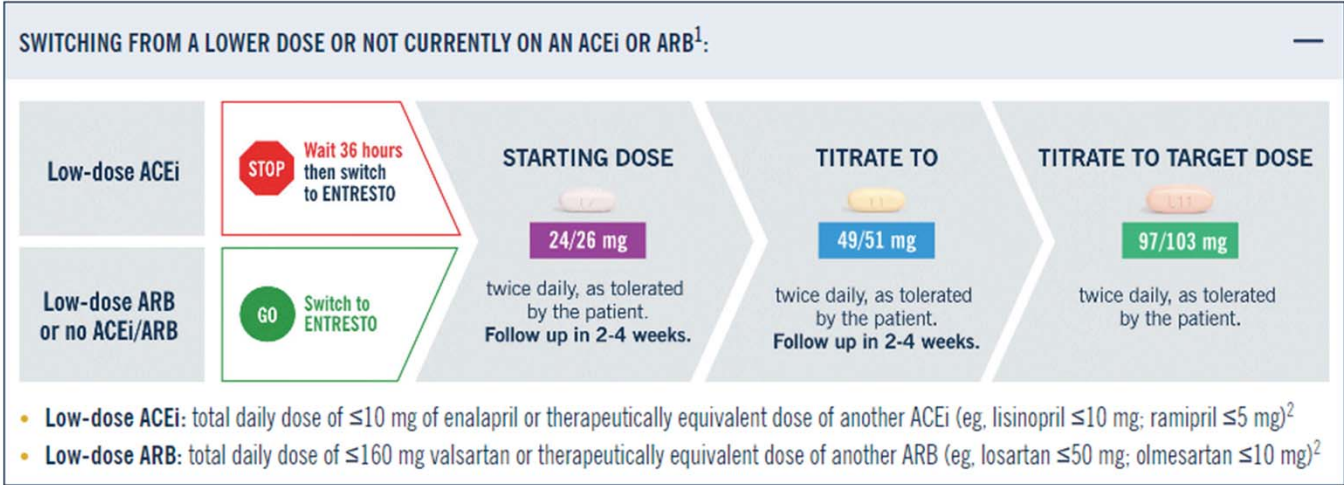 SWITCHING FROM A LOWER DOSE OR NOT CURRENTLY ON AN ACEi OR ARB1:
Low-dose ACEi
STOP
Wait 36 hours
then switch
to ENTRESTO
Low-dose ARB
or no ACEi/ARB
GO
Switch to
ENTRESTO
STARTING DOSE
24/26 mg
twice daily, as tolerated
by the patient.
Follow up in 2-4 weeks.
TITRATE TO
49/51 mg
twice daily, as tolerated
by the patient.
Follow up in 2-4 weeks.
TITRATE TO TARGET DOSE
L11
97/103 mg
twice daily, as tolerated
by the patient.
• Low-dose ACEi: total daily dose of ≤10 mg of enalapril or therapeutically equivalent dose of another ACEi (eg, lisinopril ≤10 mg; ramipril ≤5 mg)2
• Low-dose ARB: total daily dose of ≤160 mg valsartan or therapeutically equivalent dose of another ARB (eg, losartan ≤50 mg; olmesartan ≤10 mg)2